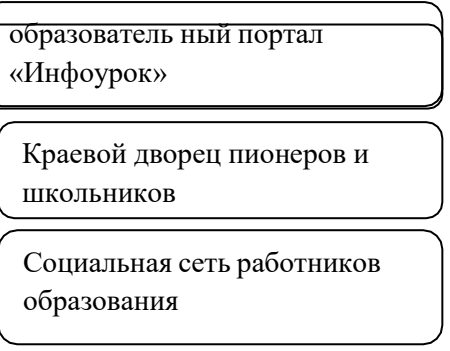 образователь ный портал
«Инфоурок»
Краевой дворец пионеров и
школьников
Социальная сеть работников
образования